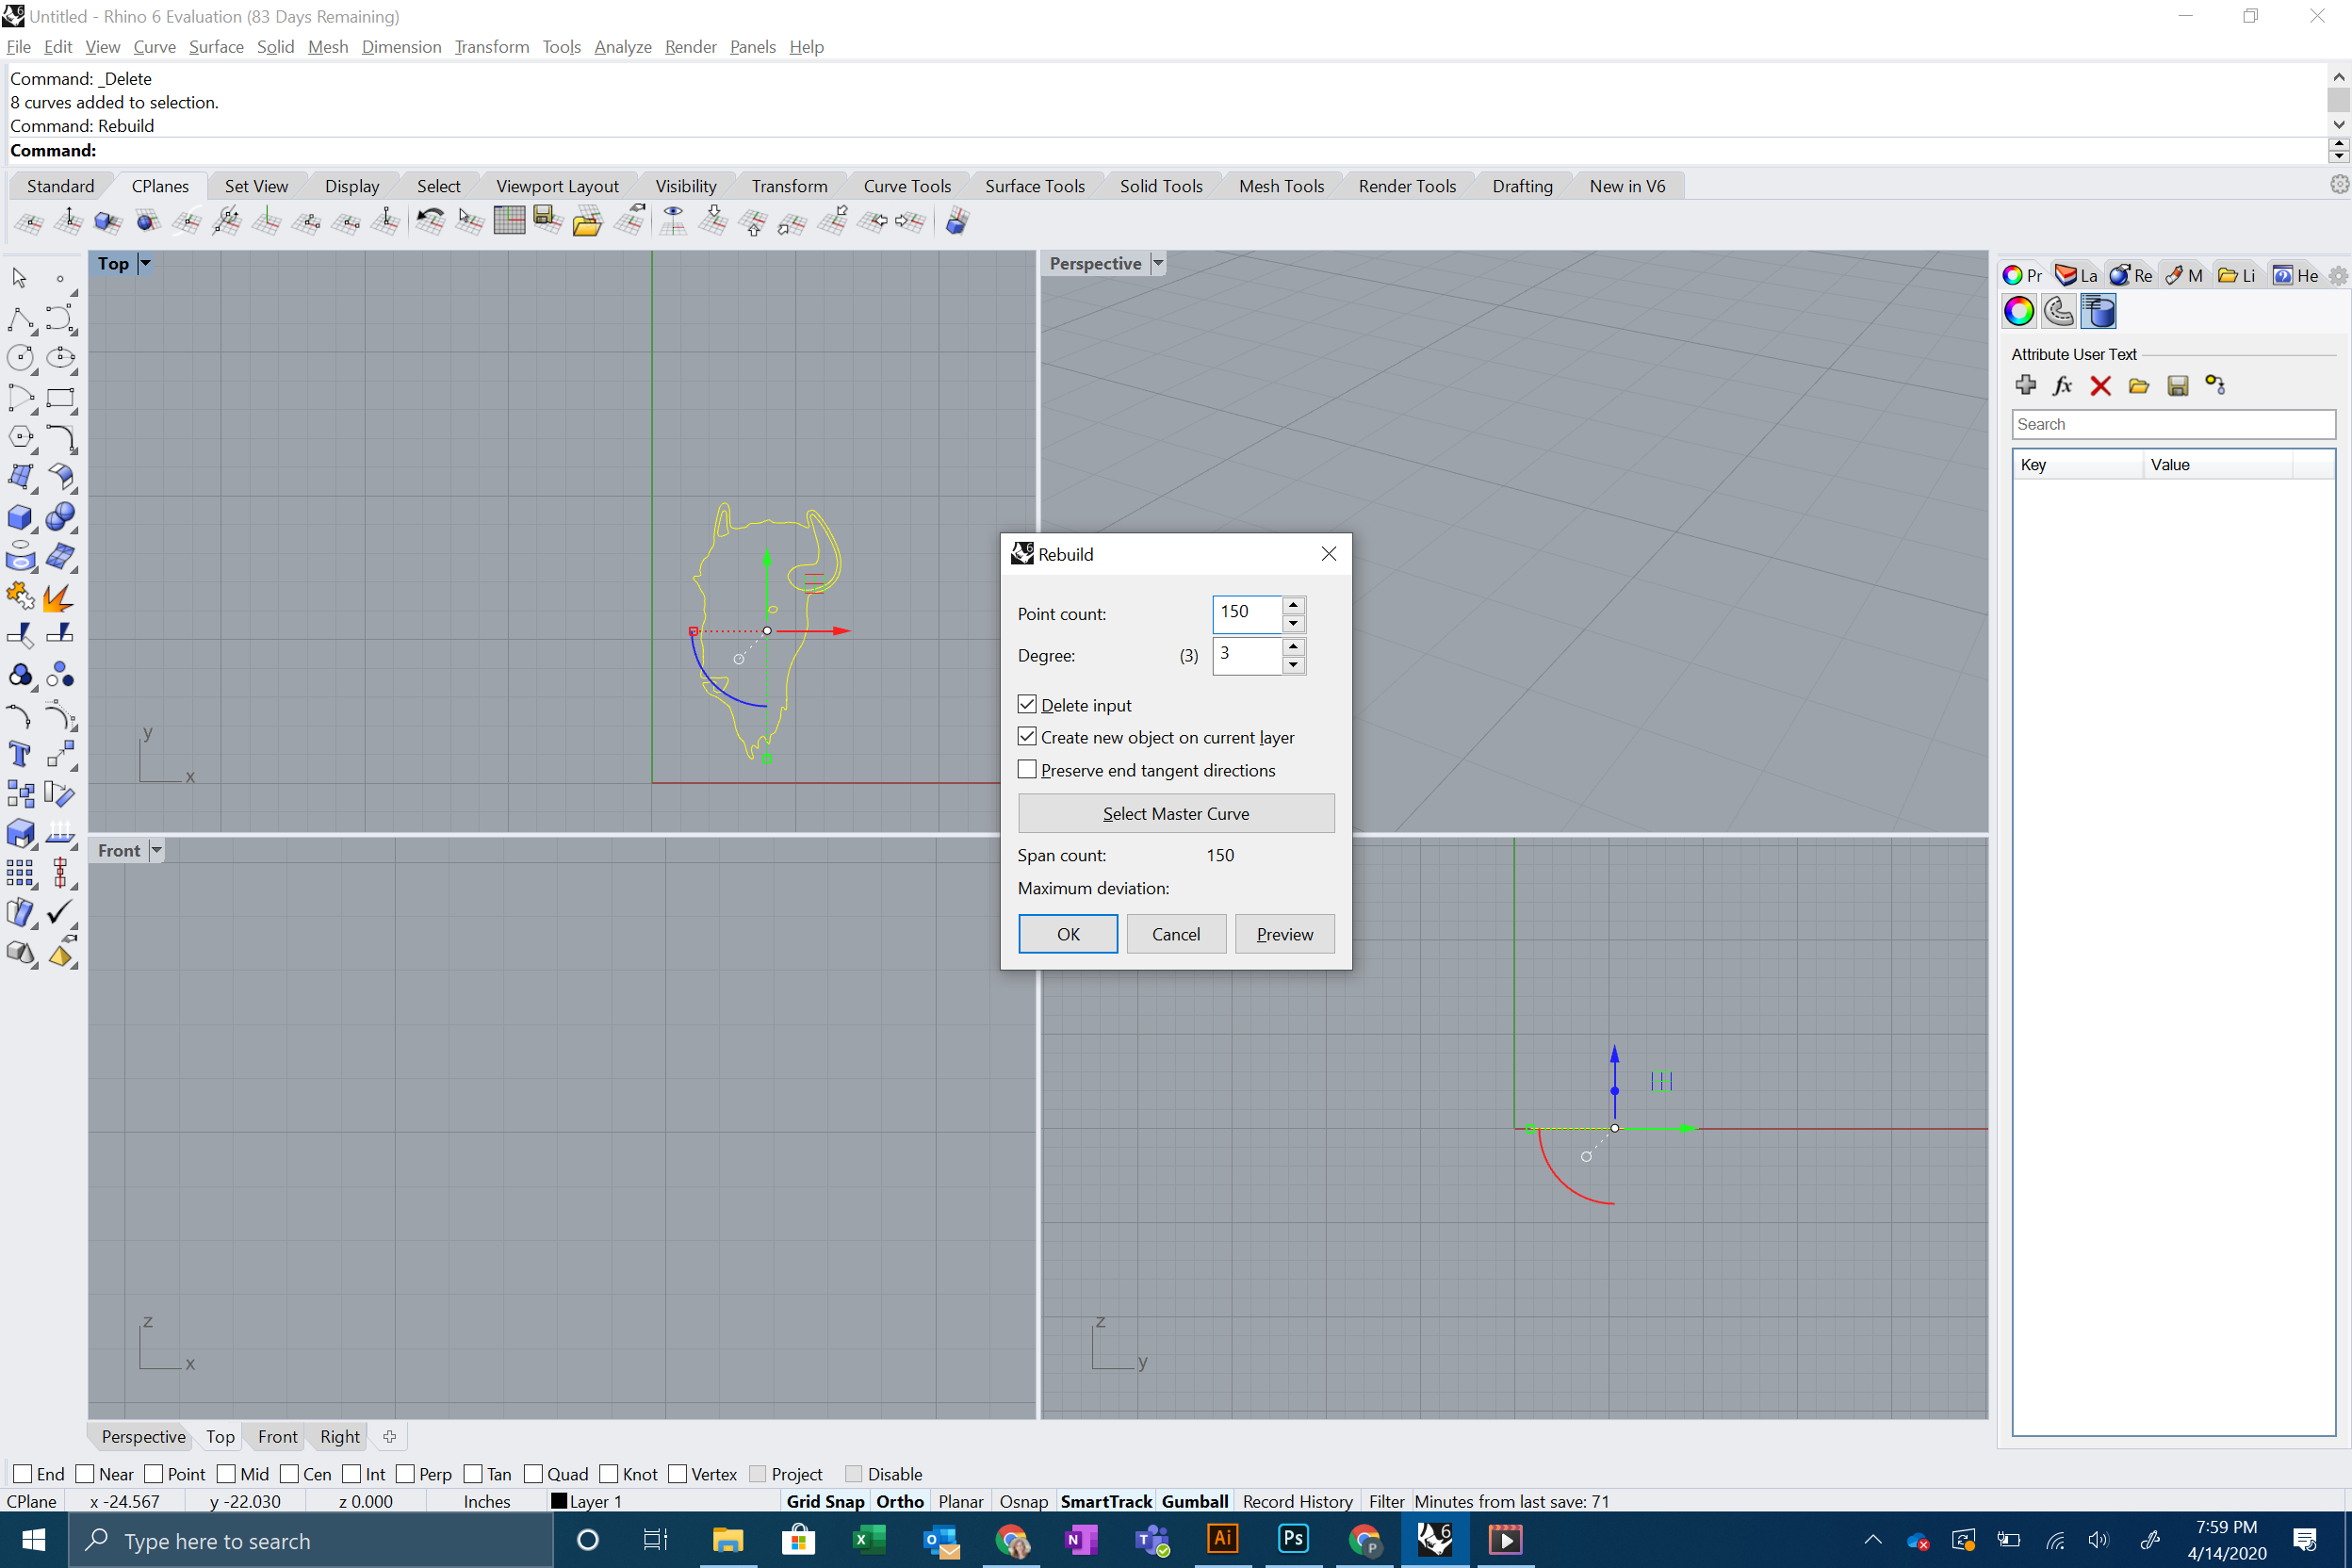 Untitled - Rhino 6 Evaluation (83 Days Remaining)
File Edit View Curve Surface Solid Mesh Dimension Transform Tools Analyze Render Panels Help
Command: _Delete
8 curves added to selection.
Command: Rebuild
Command:
Standard CPlanes Set View Display Select Viewport Layout Visibility Transform Curve Tools Surface Tools Solid Tools Mesh Tools Render Tools Drafting New in V6
Top
Perspective
Pr La Re M Li He
Attribute User Text
fx
Search
Key Value
y
x
Rebuild
Point count: 150
Degree: (3) 3
Delete input
Create new object on current layer
Preserve end tangent directions
Select Master Curve
Span count: 150
Maximum deviation:
OK Cancel Preview
Front
z
x
z
y
Perspective Top Front Right
End Near Point Mid Cen Int Perp Tan Quad Knot Vertex Project Disable
CPlane x -24.567 y -22.030 z 0.000 Inches Layer 1 Grid Snap Ortho Planar Osnap SmartTrack Gumball Record History Filter Minutes from last save: 71
Type here to search
Ai
Ps
7:59 PM
4/14/2020